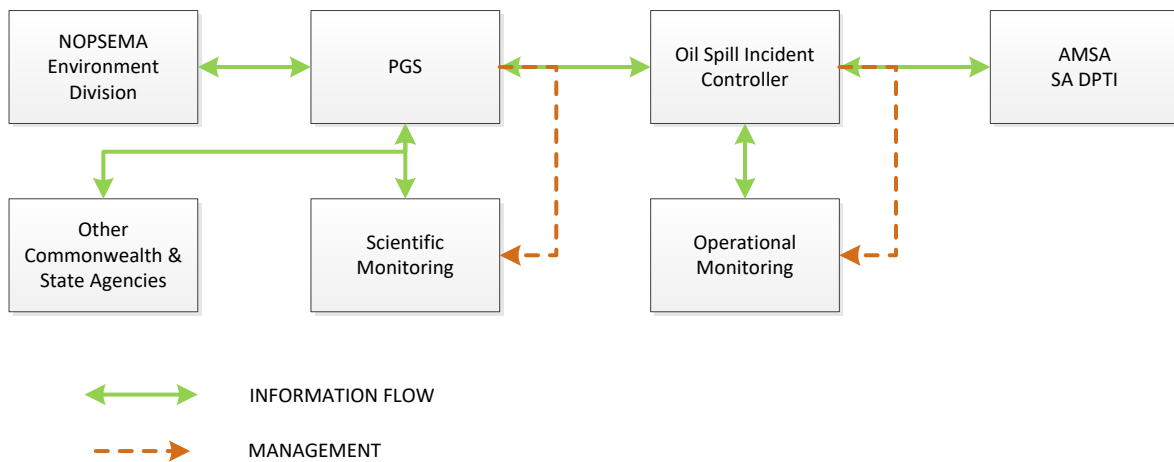 NOPSEMA
Environment
Division
PGS
Oil Spill Incident
Controller
AMSA
SA DPTI
Other
Commonwealth &
State Agencies
Scientific
Monitoring
Operational
Monitoring
INFORMATION FLOW
MANAGEMENT